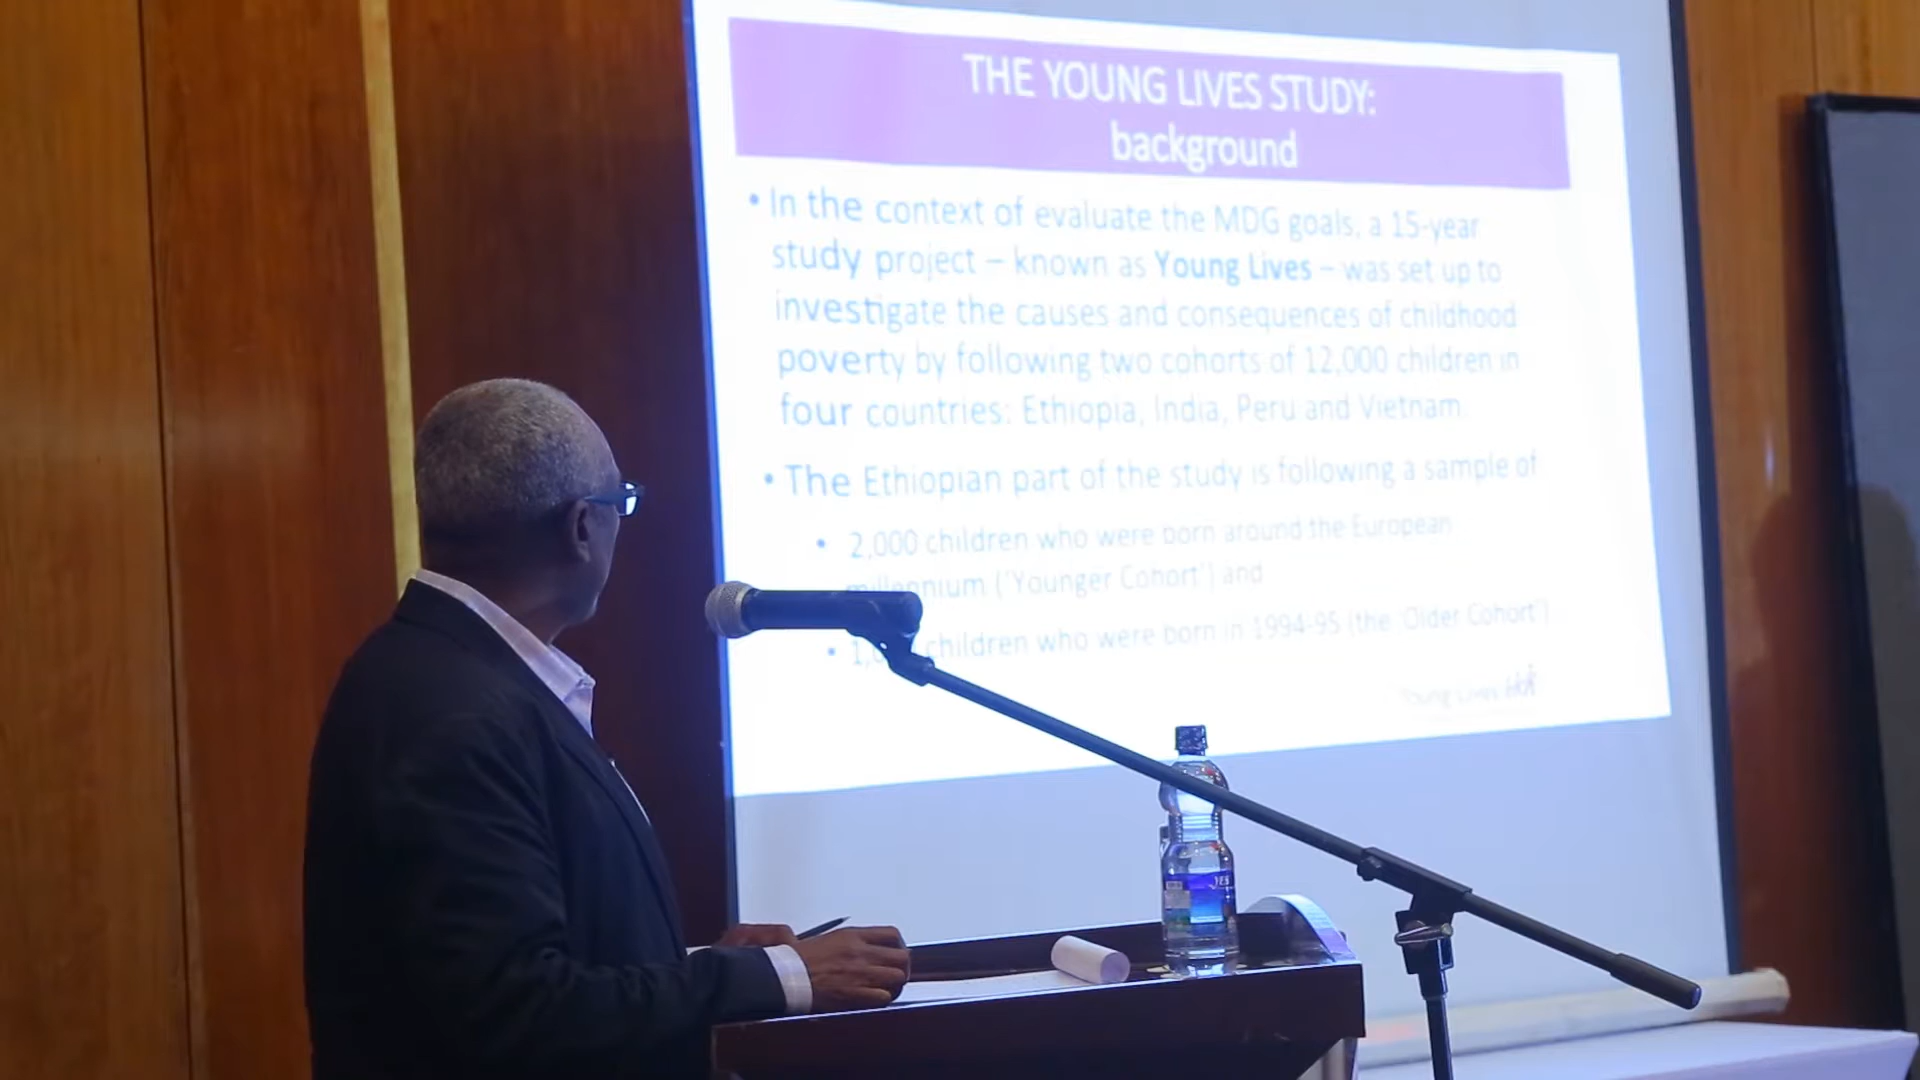 THE YOUNG LIVES STUDY:
background
• In the context of evaluate the MDG goals, a 15-year
study project – known as Young Lives – was set up to
investigate the causes and consequences of childhood
poverty by following two cohorts of 12,000 children in
four countries: Ethiopia, India, Peru and Vietnam.
• The Ethiopian part of the study is following a sample of
• 2,000 children who were born around the European
millennium ('Younger Cohort') and
• children who were born in 1994-95 (the 'Older Cohort')
Young Lives
YES